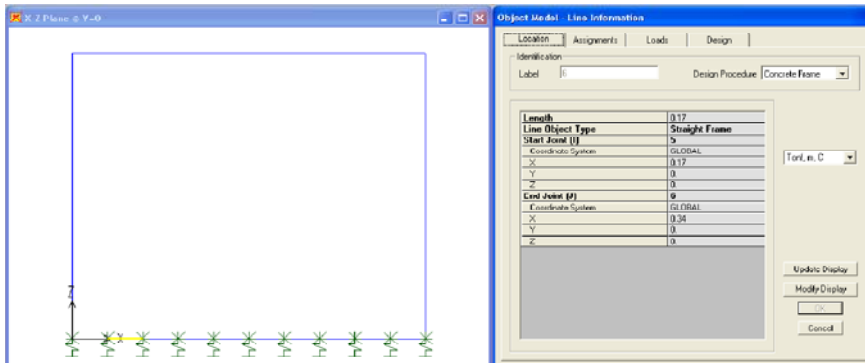 X Z Plane @ Y=0
Object Model - Line Information
Location Assignments Loads Design
Identification
Label 6 Design Procedure Concrete Frame
Length 0.17
Line Object Type Straight Frame
Start Joint (I) 5
Coordinate System GLOBAL
X 0.17
Y 0.
Z 0.
End Joint (J) 6
Coordinate System GLOBAL
X 0.34
Y 0.
Z 0.
Tonf, m, C
Update Display
Modify Display
OK
Cancel
Z
X